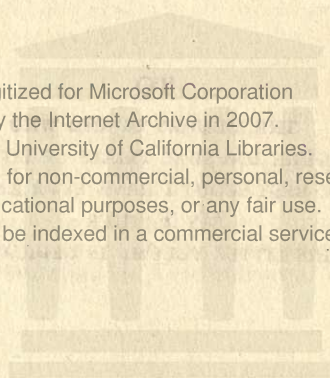 itized for Microsoft Corporation
y the Internet Archive in 2007.
University of California Libraries.
for non-commercial, personal, rese
cational purposes, or any fair use.
be indexed in a commercial service